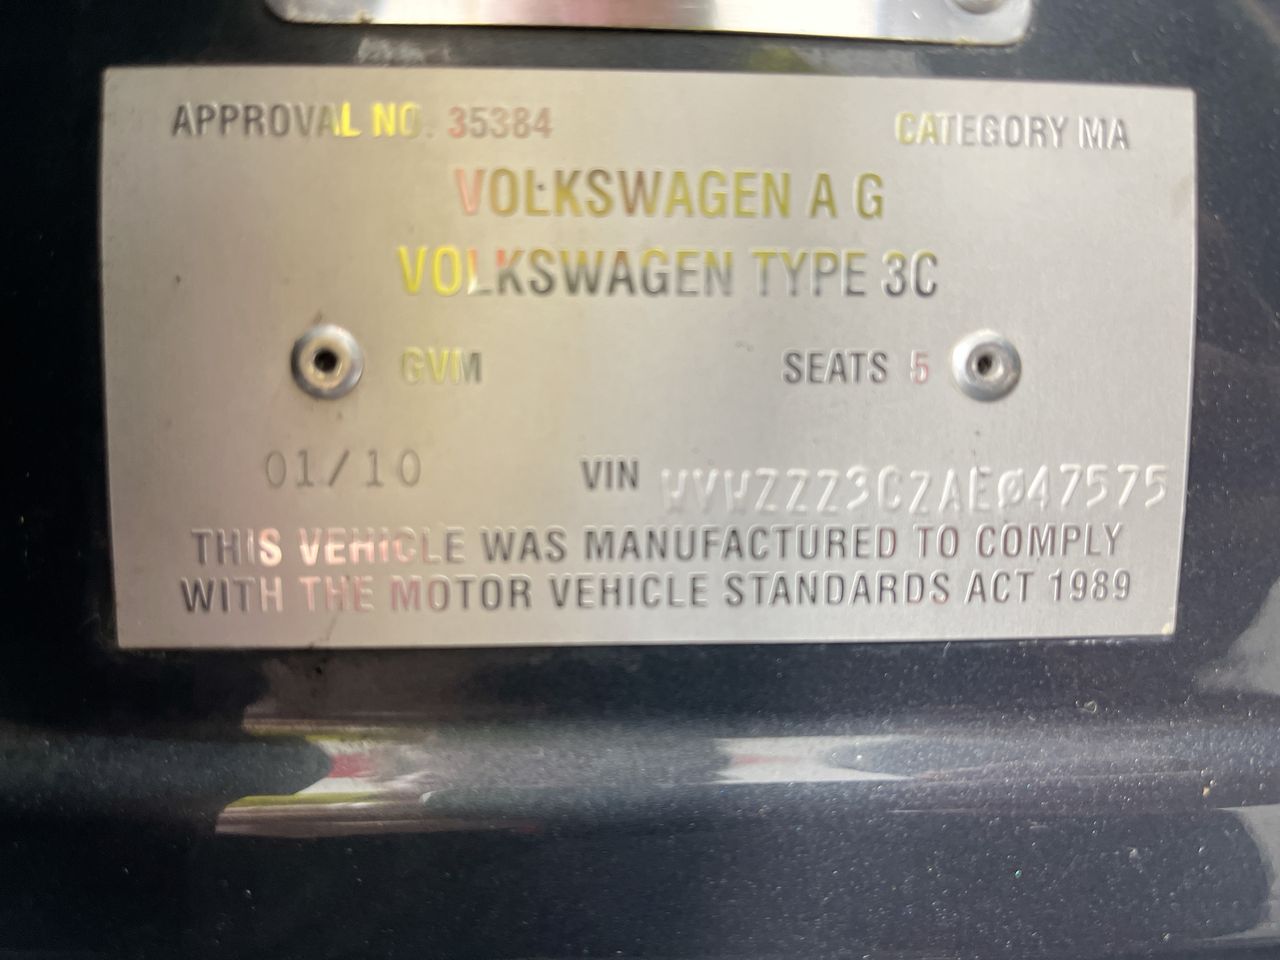 APPROVAL NO. 35384 CATEGORY MA
VOLKSWAGEN A G
VOLKSWAGEN TYPE 3C
GVM SEATS 5
01/10 VIN WVWZZZ3CZAE047575
THIS VEHICLE WAS MANUFACTURED TO COMPLY
WITH THE MOTOR VEHICLE STANDARDS ACT 1989